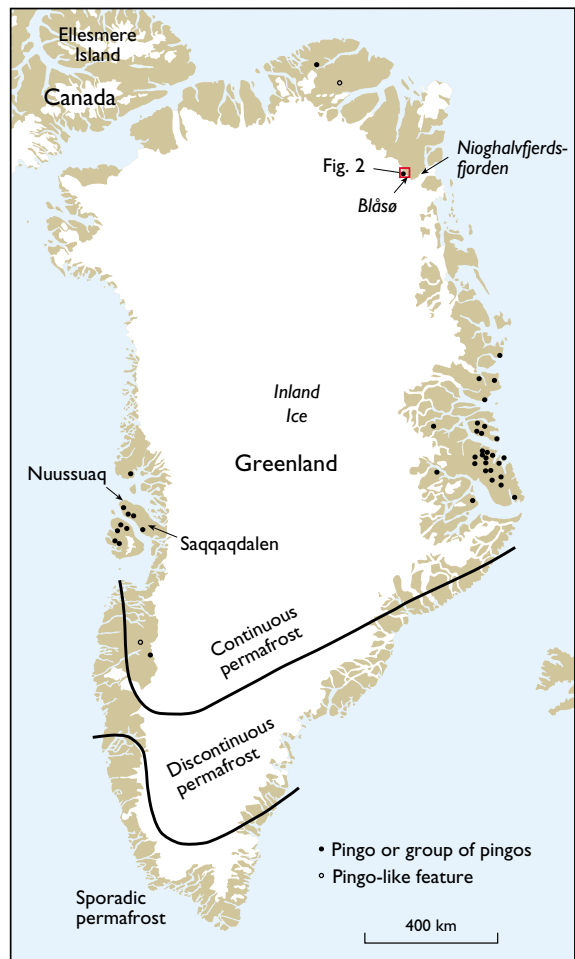 Ellesmere
Island
Canada
Nioghalvfjerds-
fjorden
Fig. 2
Blåsø
Inland
Ice
Greenland
Nuussuaq
Saqqaqdalen
Continuous
permafrost
Discontinuous
permafrost
Pingo or group of pingos
Pingo-like feature
Sporadic
permafrost
400 km